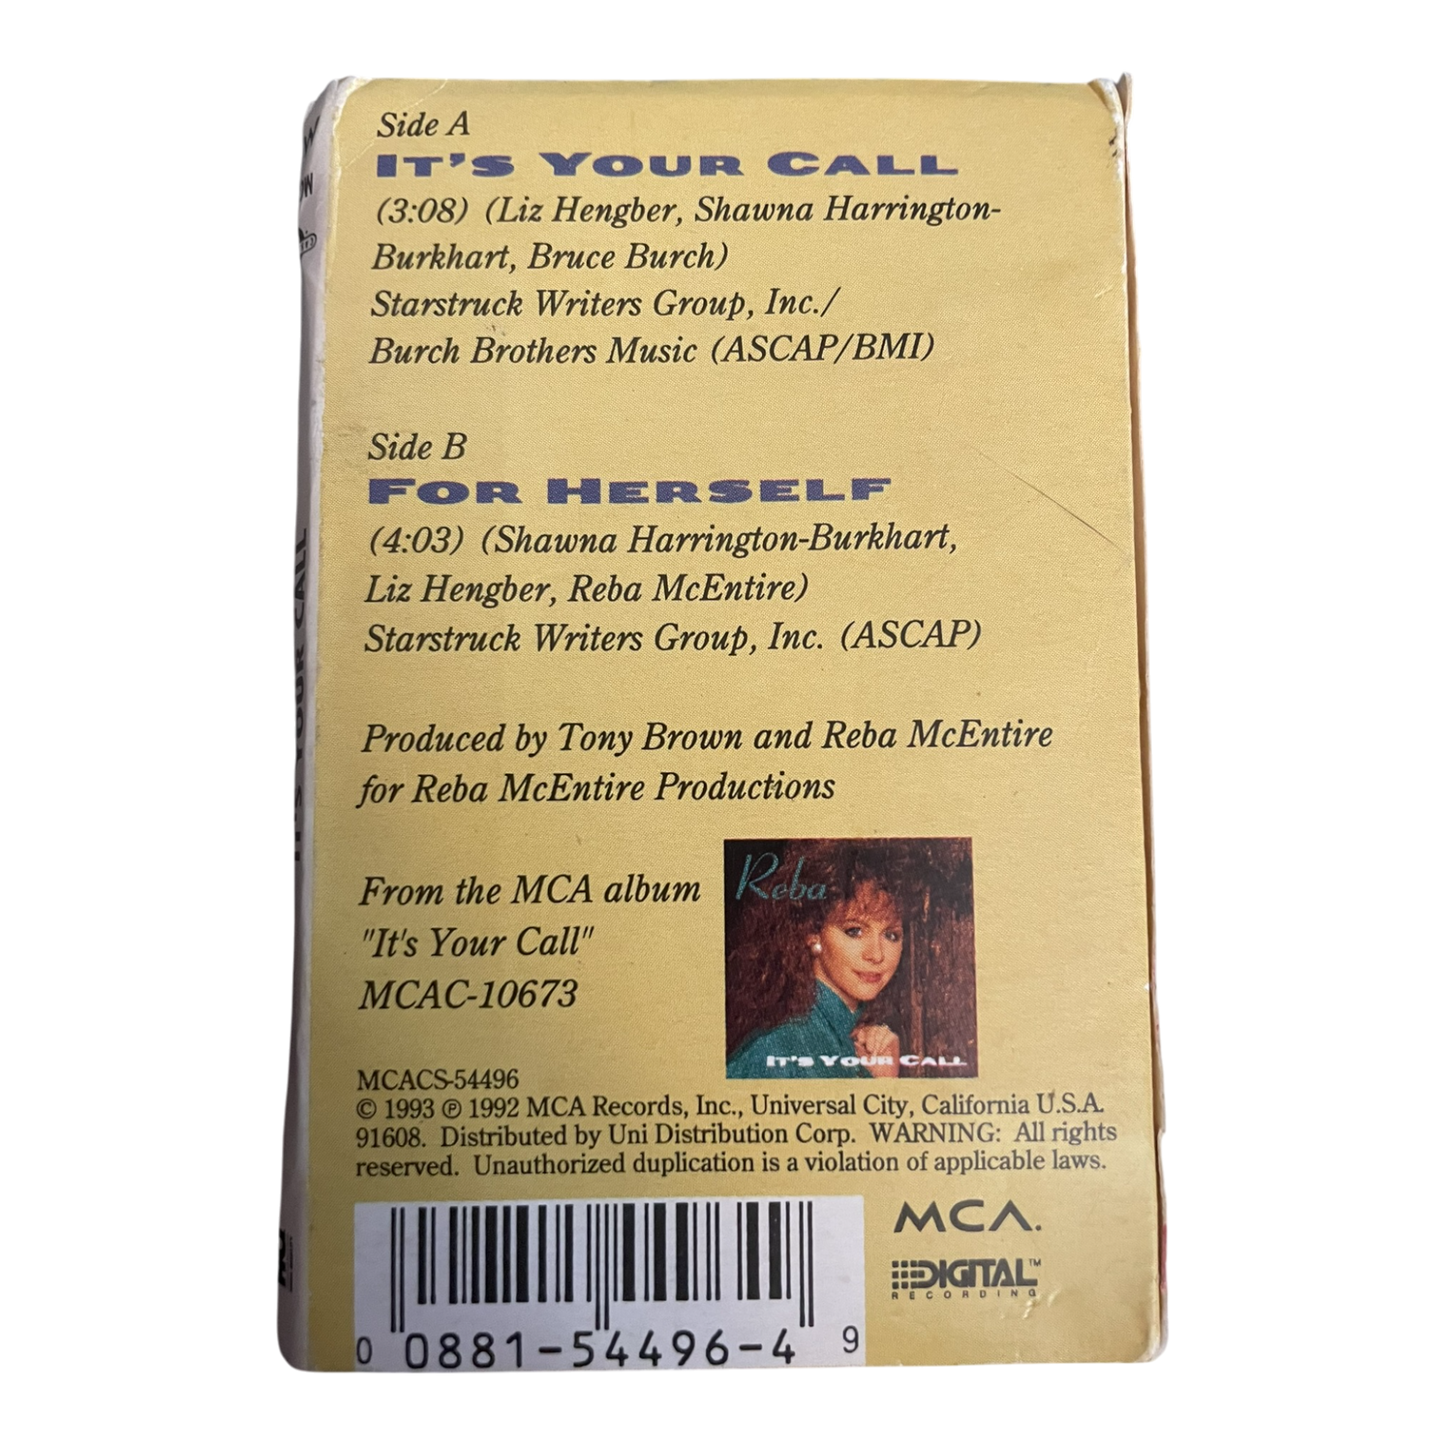 Side A
IT'S YOUR CALL
(3:08) (Liz Hengber, Shawna Harrington-
Burkhart, Bruce Burch)
Starstruck Writers Group, Inc./
Burch Brothers Music (ASCAP/BMI)
Side B
FOR HERSELF
(4:03) (Shawna Harrington-Burkhart,
Liz Hengber, Reba McEntire)
Starstruck Writers Group, Inc. (ASCAP)
Produced by Tony Brown and Reba McEntire
for Reba McEntire Productions
From the MCA album
"It's Your Call"
MCAC-10673
Reba
IT'S YOUR CALL
MCACS-54496
© 1993 ℗ 1992 MCA Records, Inc., Universal City, California U.S.A.
91608. Distributed by Uni Distribution Corp. WARNING: All rights
reserved. Unauthorized duplication is a violation of applicable laws.
MCA.
DIGITAL™
RECORDING
0 0881-54496-4 9
IT'S YOUR CALL